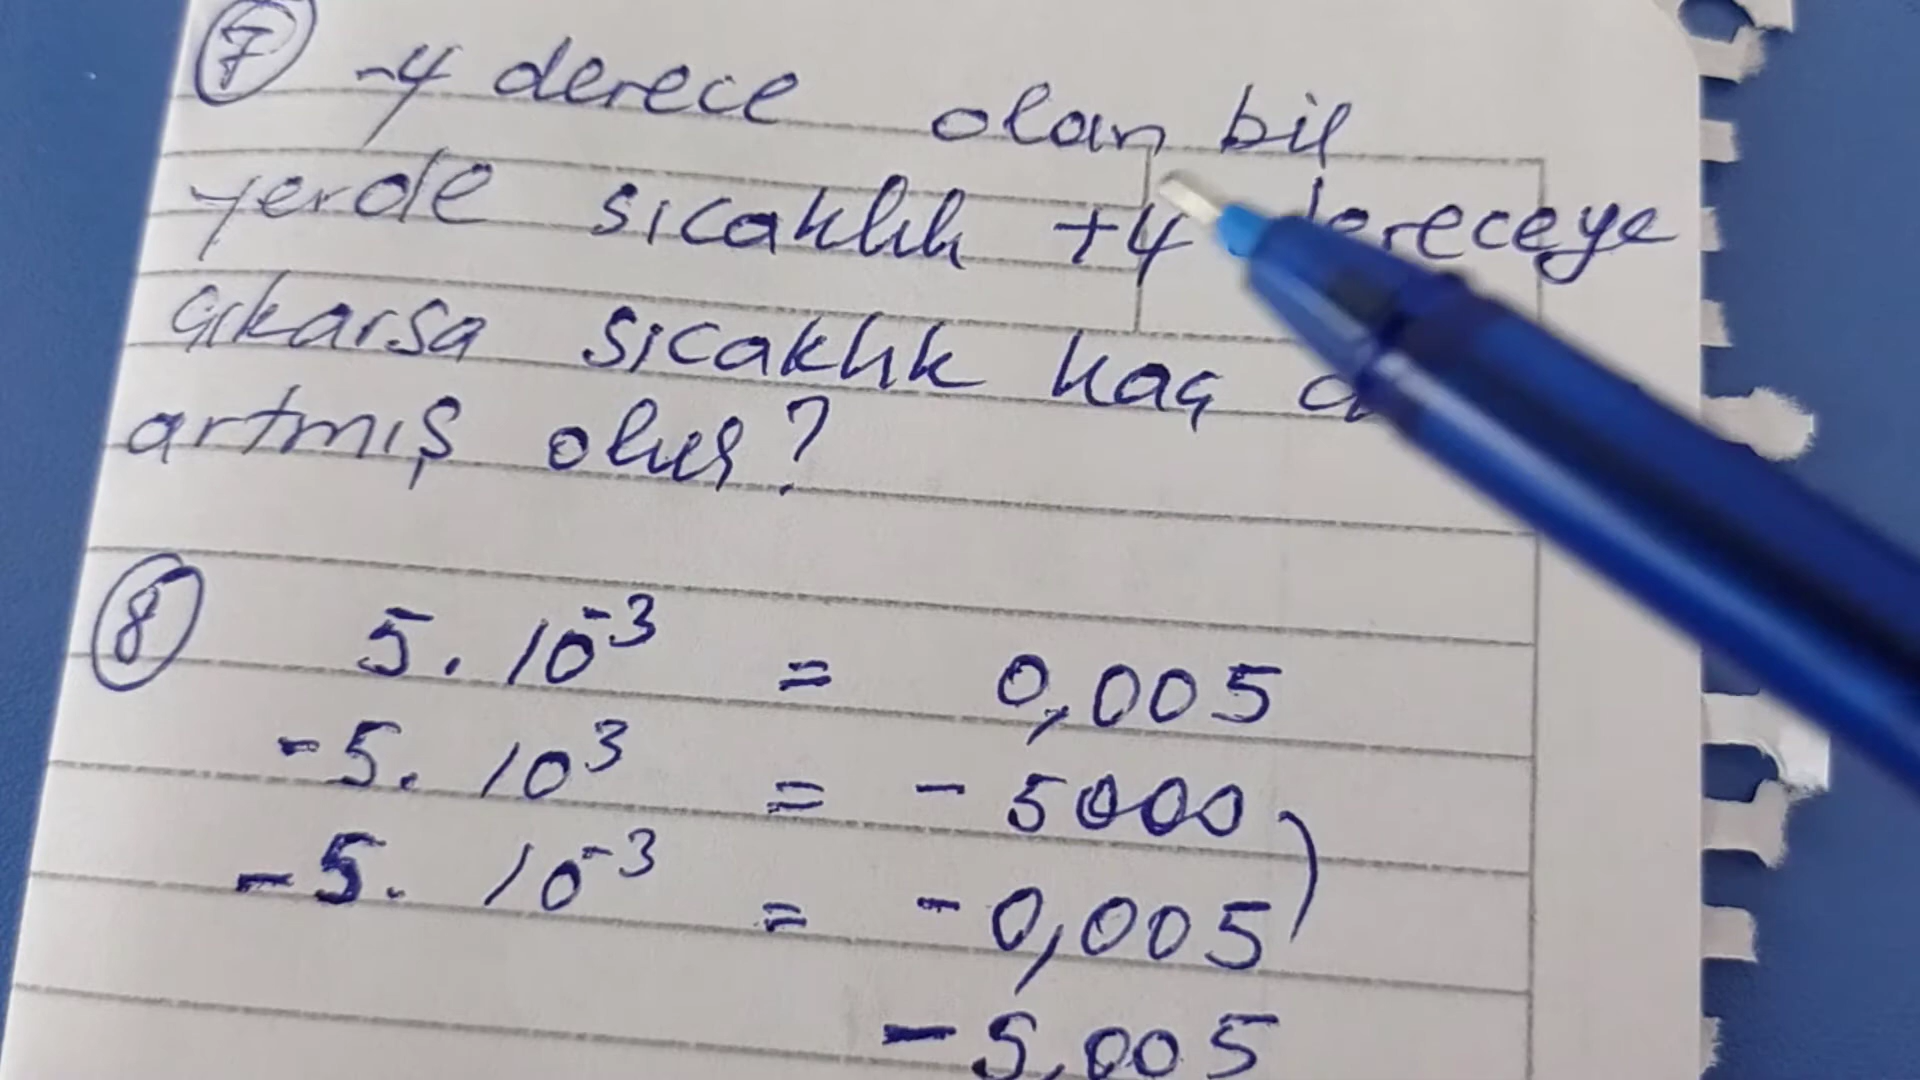 7 -4 derece olan bir
yerde sıcaklık +4 dereceye
çıkarsa sıcaklık kaç
artmış olur?
8 5.10⁻³ = 0,005
-5.10³ = -5000
-5.10⁻³ = -0,005
-5,005